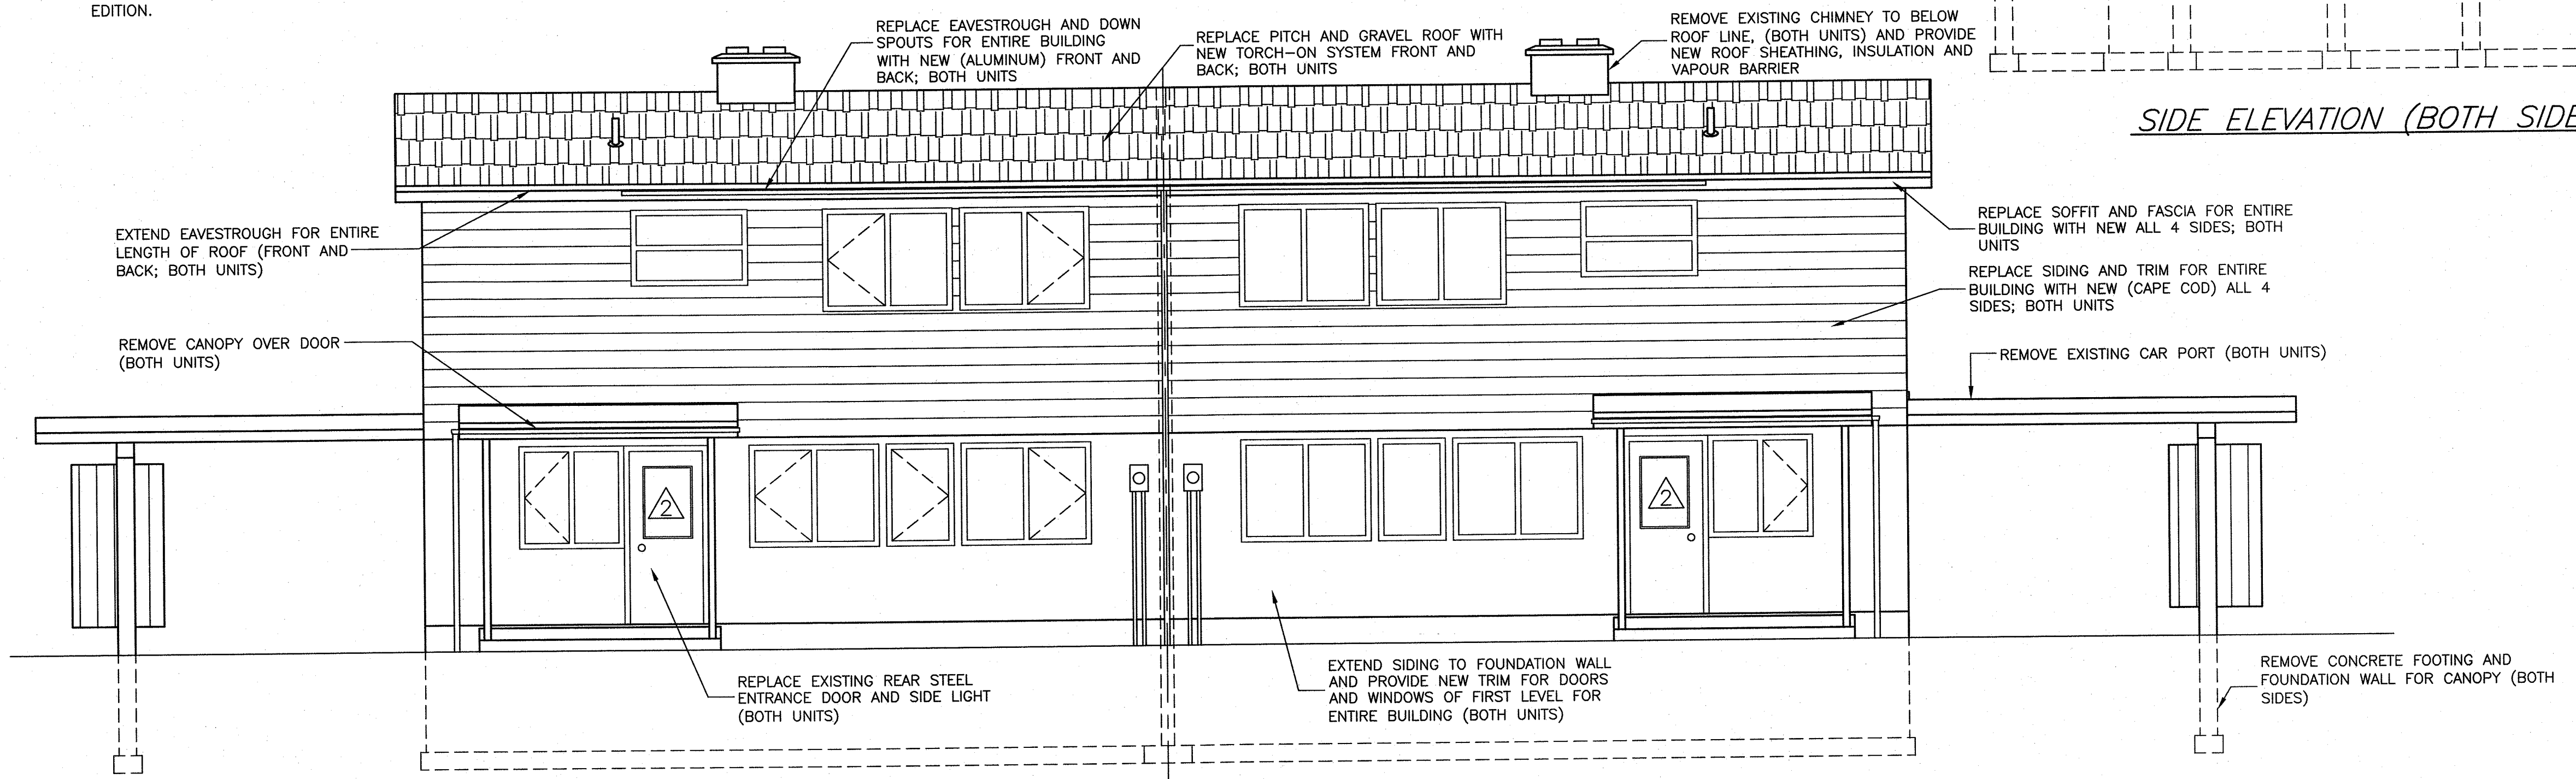 EDITION.
REPLACE EAVESTROUGH AND DOWN
SPOUTS FOR ENTIRE BUILDING
WITH NEW (ALUMINUM) FRONT AND
BACK; BOTH UNITS
REPLACE PITCH AND GRAVEL ROOF WITH
NEW TORCH-ON SYSTEM FRONT AND
BACK; BOTH UNITS
REMOVE EXISTING CHIMNEY TO BELOW
ROOF LINE, (BOTH UNITS) AND PROVIDE
NEW ROOF SHEATHING, INSULATION AND
VAPOUR BARRIER
SIDE ELEVATION (BOTH SIDE
EXTEND EAVESTROUGH FOR ENTIRE
LENGTH OF ROOF (FRONT AND
BACK; BOTH UNITS)
REPLACE SOFFIT AND FASCIA FOR ENTIRE
BUILDING WITH NEW ALL 4 SIDES; BOTH
UNITS
REPLACE SIDING AND TRIM FOR ENTIRE
BUILDING WITH NEW (CAPE COD) ALL 4
SIDES; BOTH UNITS
REMOVE CANOPY OVER DOOR
(BOTH UNITS)
REMOVE EXISTING CAR PORT (BOTH UNITS)
2
2
REPLACE EXISTING REAR STEEL
ENTRANCE DOOR AND SIDE LIGHT
(BOTH UNITS)
EXTEND SIDING TO FOUNDATION WALL
AND PROVIDE NEW TRIM FOR DOORS
AND WINDOWS OF FIRST LEVEL FOR
ENTIRE BUILDING (BOTH UNITS)
REMOVE CONCRETE FOOTING AND
FOUNDATION WALL FOR CANOPY (BOTH
SIDES)